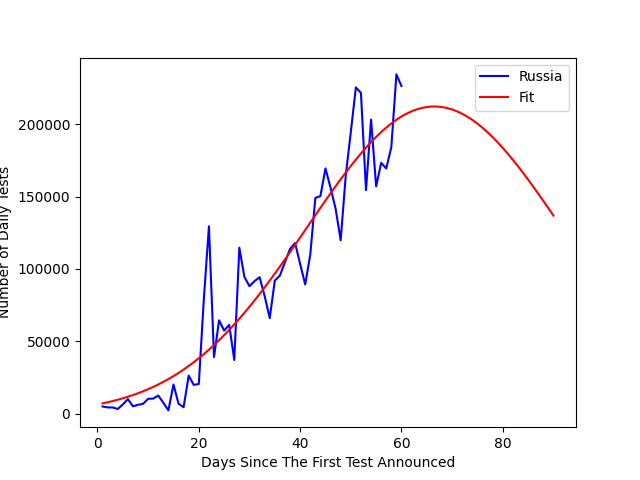 Russia
Fit
200000
150000
100000
50000
0
Number of Daily Tests
0 20 40 60 80
Days Since The First Test Announced